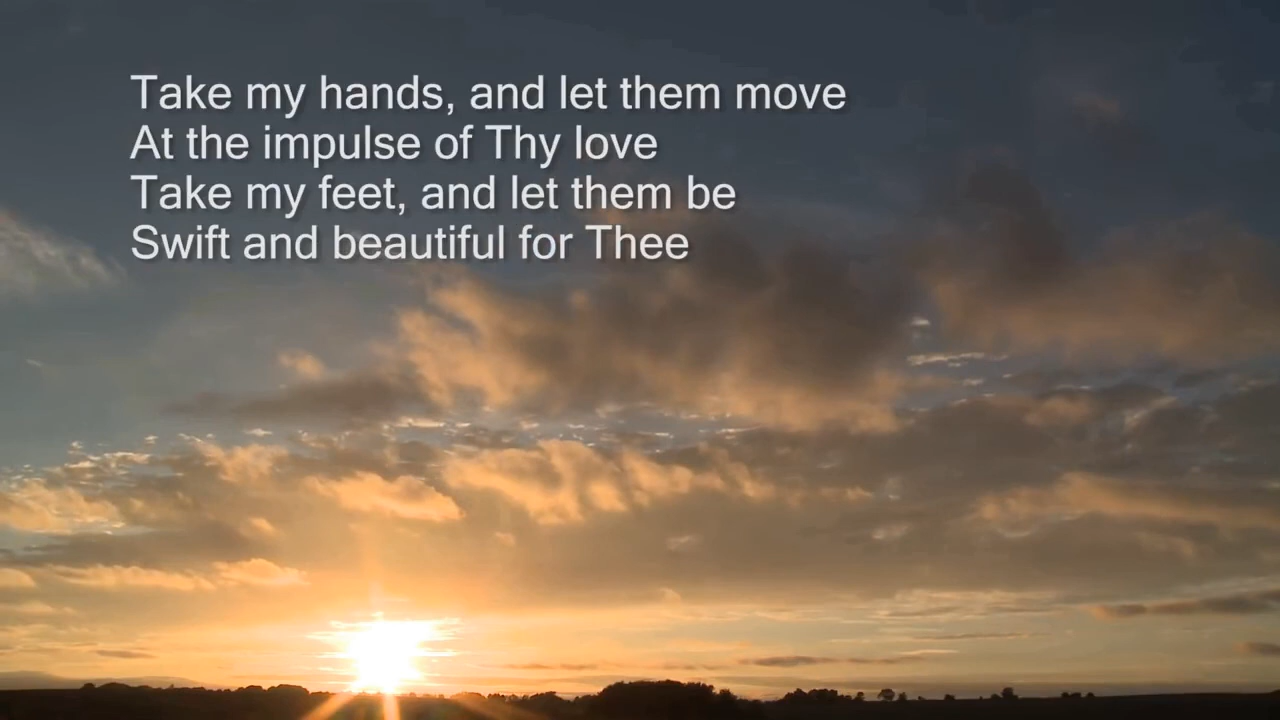 Take my hands, and let them move
At the impulse of Thy love
Take my feet, and let them be
Swift and beautiful for Thee